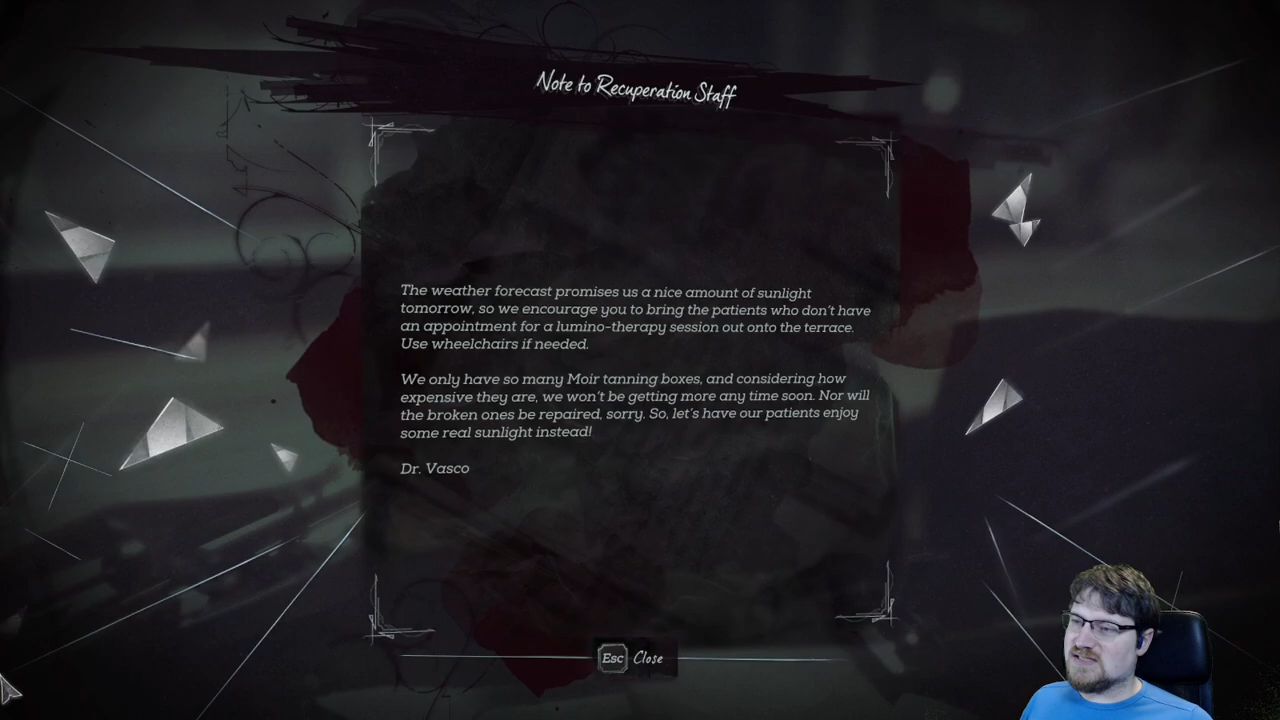 Note to Recuperation Staff
The weather forecast promises us a nice amount of sunlight
tomorrow, so we encourage you to bring the patients who don't have
an appointment for a lumino-therapy session out onto the terrace.
Use wheelchairs if needed.
We only have so many Moir tanning boxes, and considering how
expensive they are, we won't be getting more any time soon. Nor will
the broken ones be repaired, sorry. So, let's have our patients enjoy
some real sunlight instead!
Dr. Vasco
Esc Close